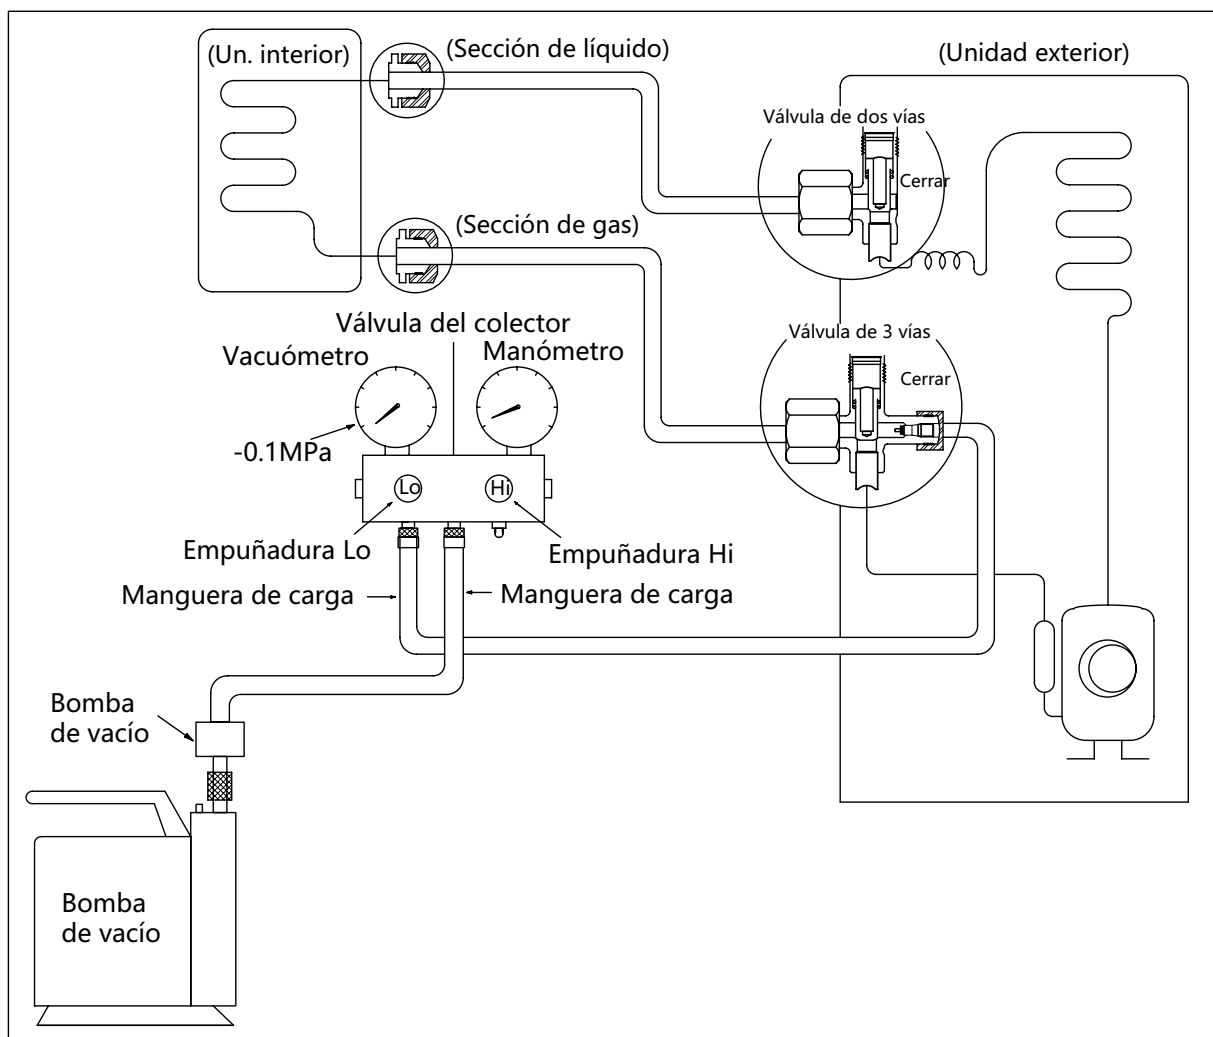 (Un. interior)
(Sección de líquido)
(Unidad exterior)
Válvula de dos vías
Cerrar
(Sección de gas)
Válvula del colector
Vacuómetro
Manómetro
Válvula de 3 vías
Cerrar
-0.1MPa
Lo
Hi
Empuñadura Lo
Empuñadura Hi
Manguera de carga
Manguera de carga
Bomba
de vacío
Bomba
de vacío